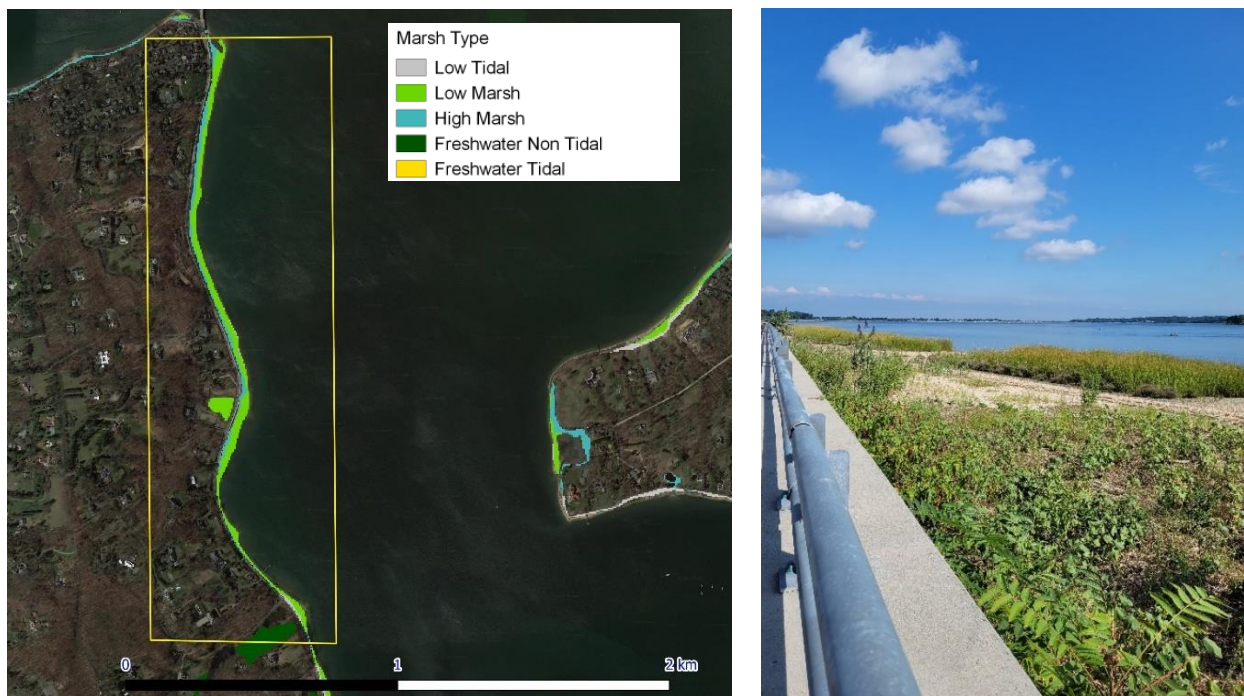 Marsh Type
Low Tidal
Low Marsh
High Marsh
Freshwater Non Tidal
Freshwater Tidal
0 1 2 km